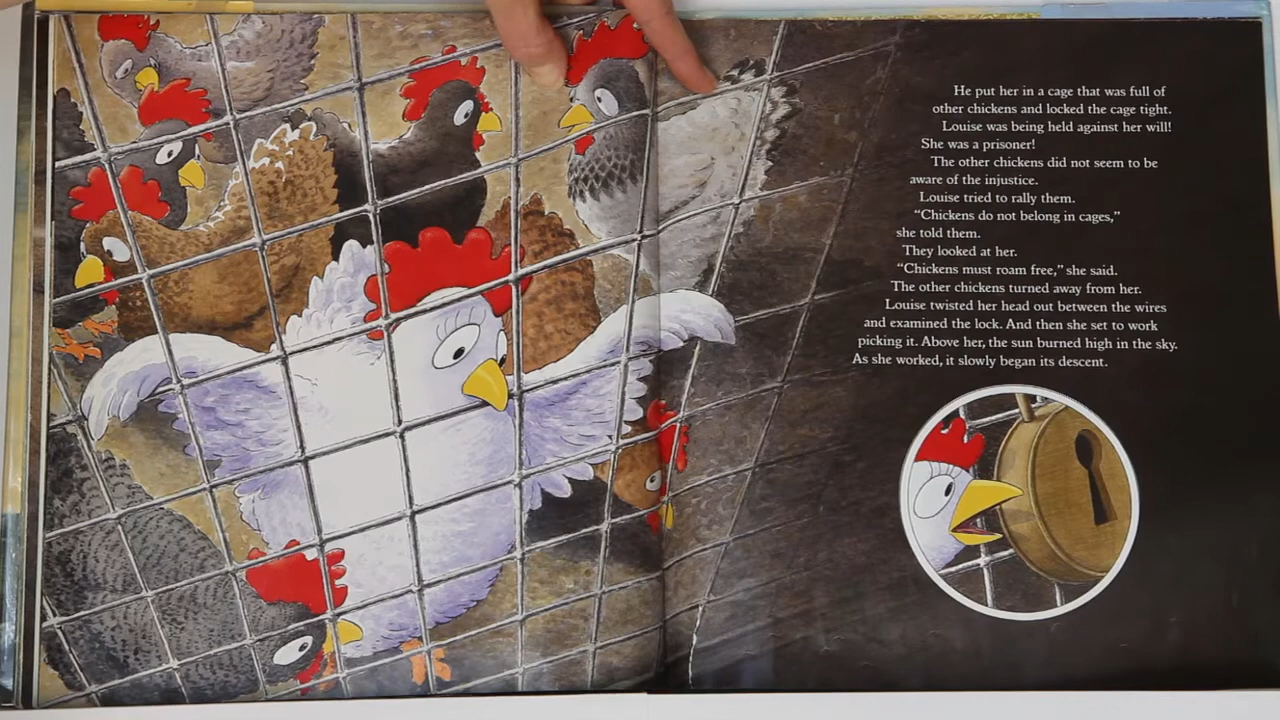 He put her in a cage that was full of
other chickens and locked the cage tight.
Louise was being held against her will!
She was a prisoner!
The other chickens did not seem to be
aware of the injustice.
Louise tried to rally them.
“Chickens do not belong in cages,”
she told them.
They looked at her.
“Chickens must roam free,” she said.
The other chickens turned away from her.
Louise twisted her head out between the wires
and examined the lock. And then she set to work
picking it. Above her, the sun burned high in the sky.
As she worked, it slowly began its descent.